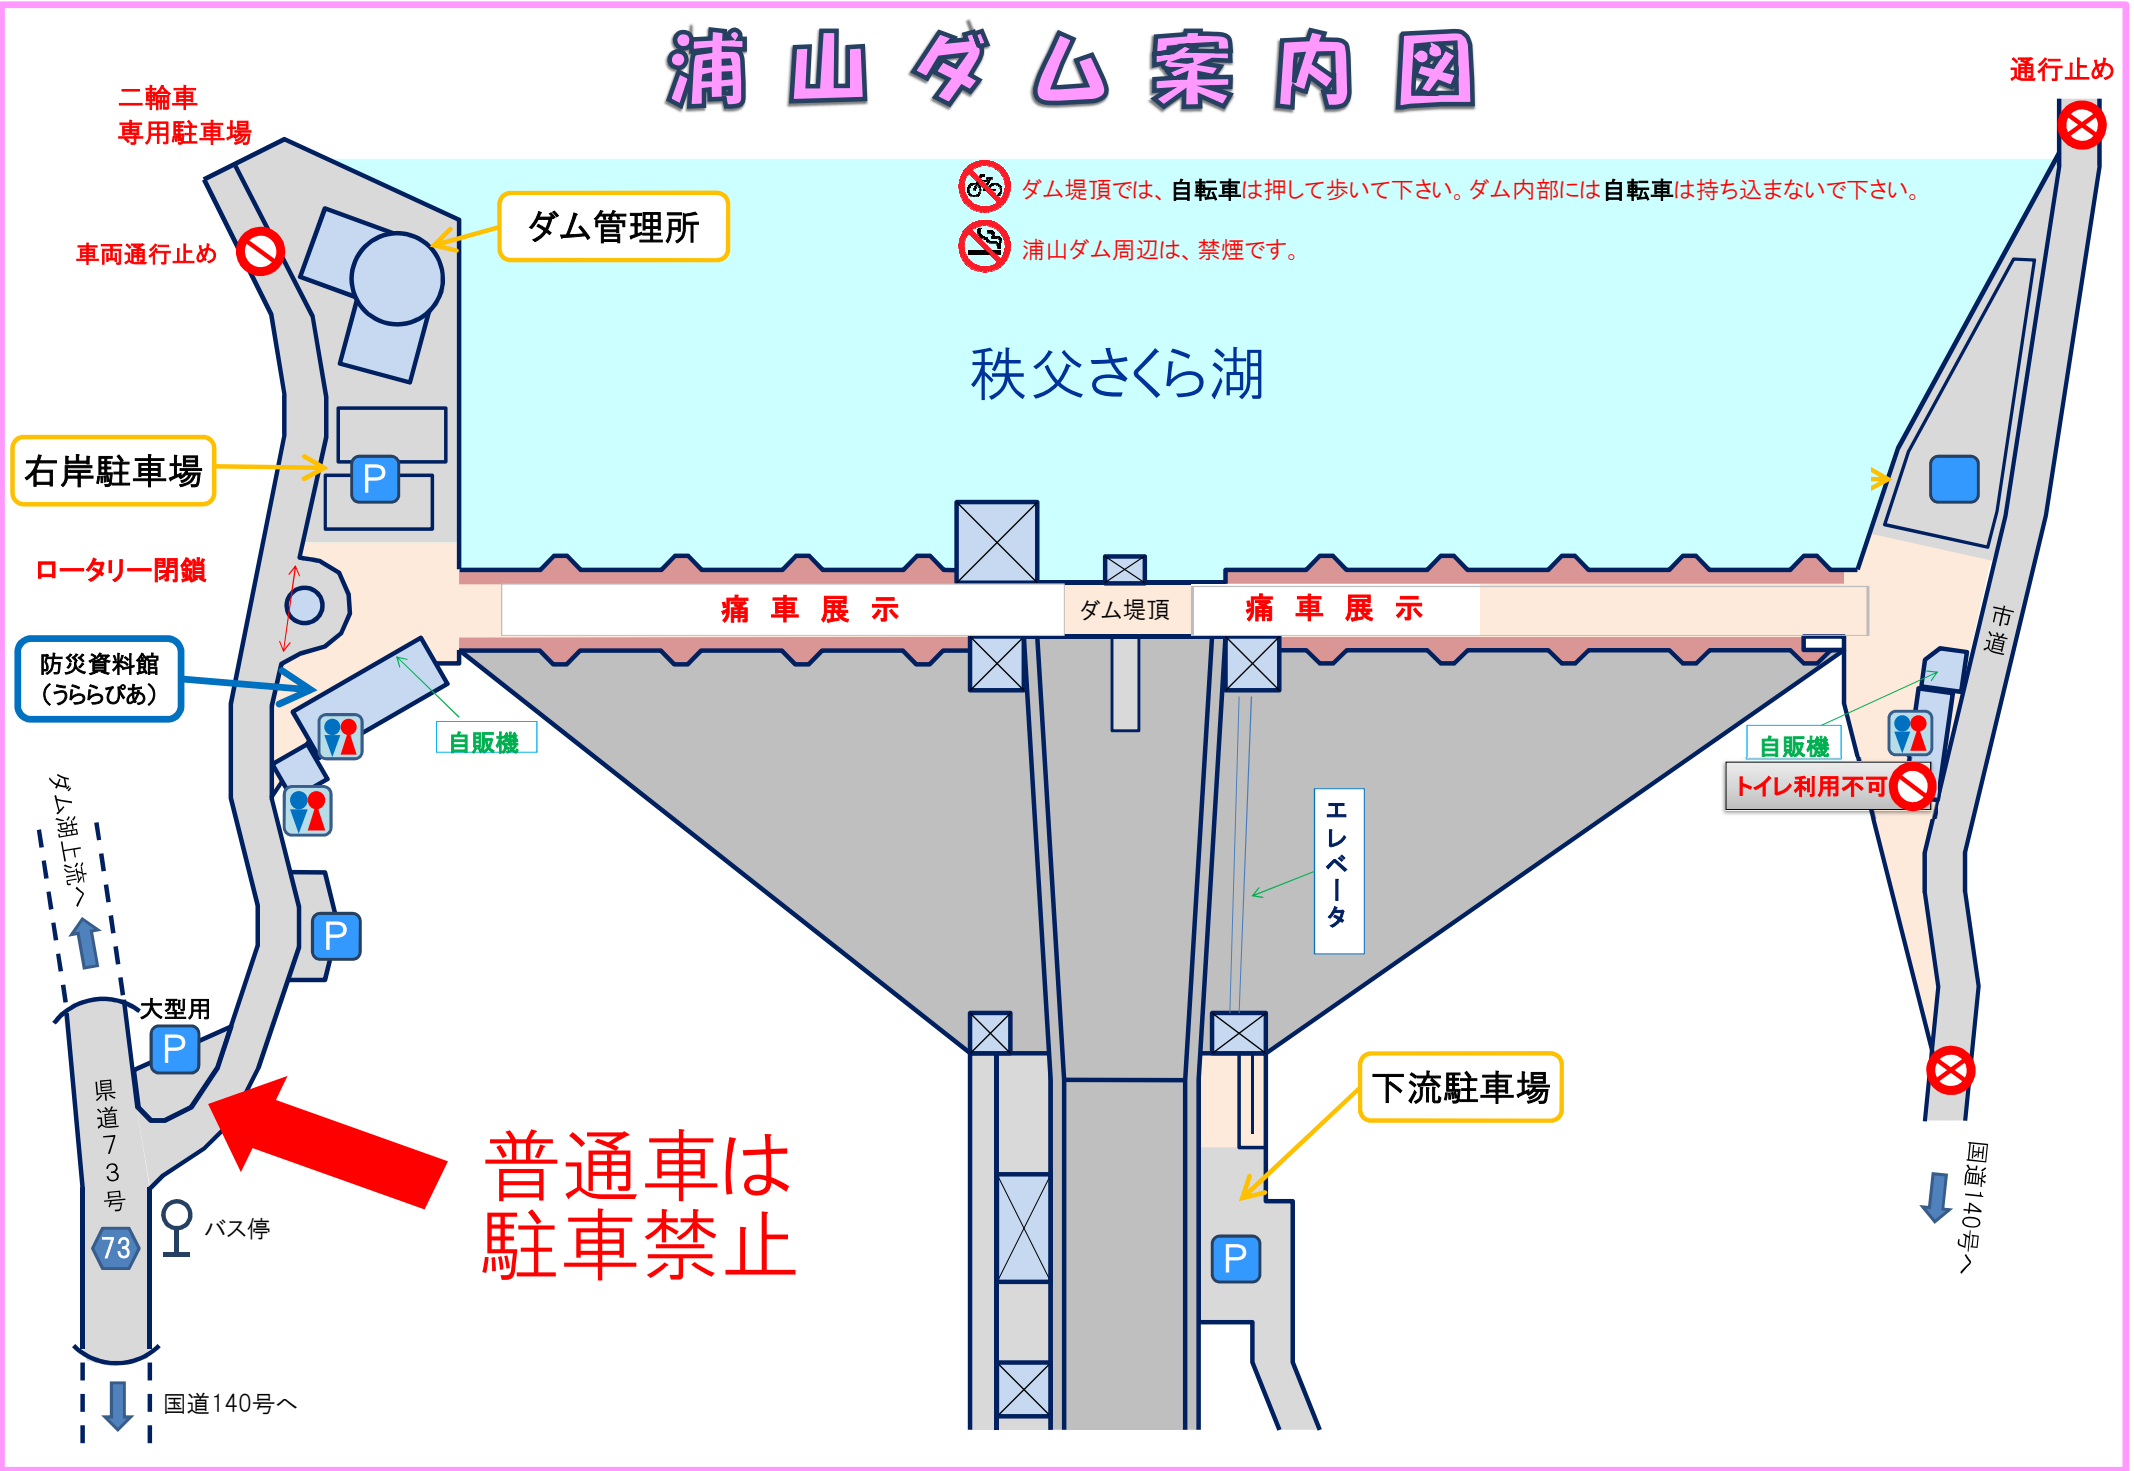 浦山ダム案内図
通行止め
二輪車
専用駐車場
ダム堤頂では、自転車は押して歩いて下さい。ダム内部には自転車は持ち込まないで下さい。
ダム管理所
車両通行止め
浦山ダム周辺は、禁煙です。
秩父さくら湖
右岸駐車場
P
ロータリー閉鎖
痛車展示
ダム堤頂
痛車展示
市道
防災資料館
(うららぴあ)
自販機
自販機
トイレ利用不可
ダム湖上流へ
エレベータ
P
大型用
P
県道73号
下流駐車場
普通車は
駐車禁止
バス停
73
P
国道140号へ
国道140号へ